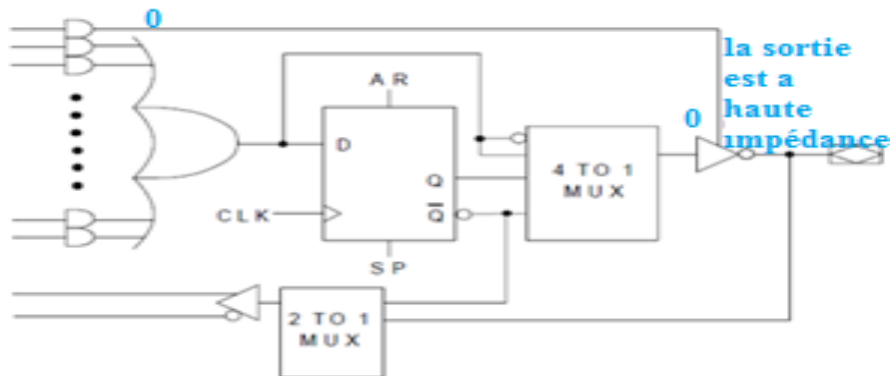 0
la sortie
est a
haute
impédance
0
AR
D
4 TO 1
MUX
Q
CLK
Q
SP
2 TO 1
MUX